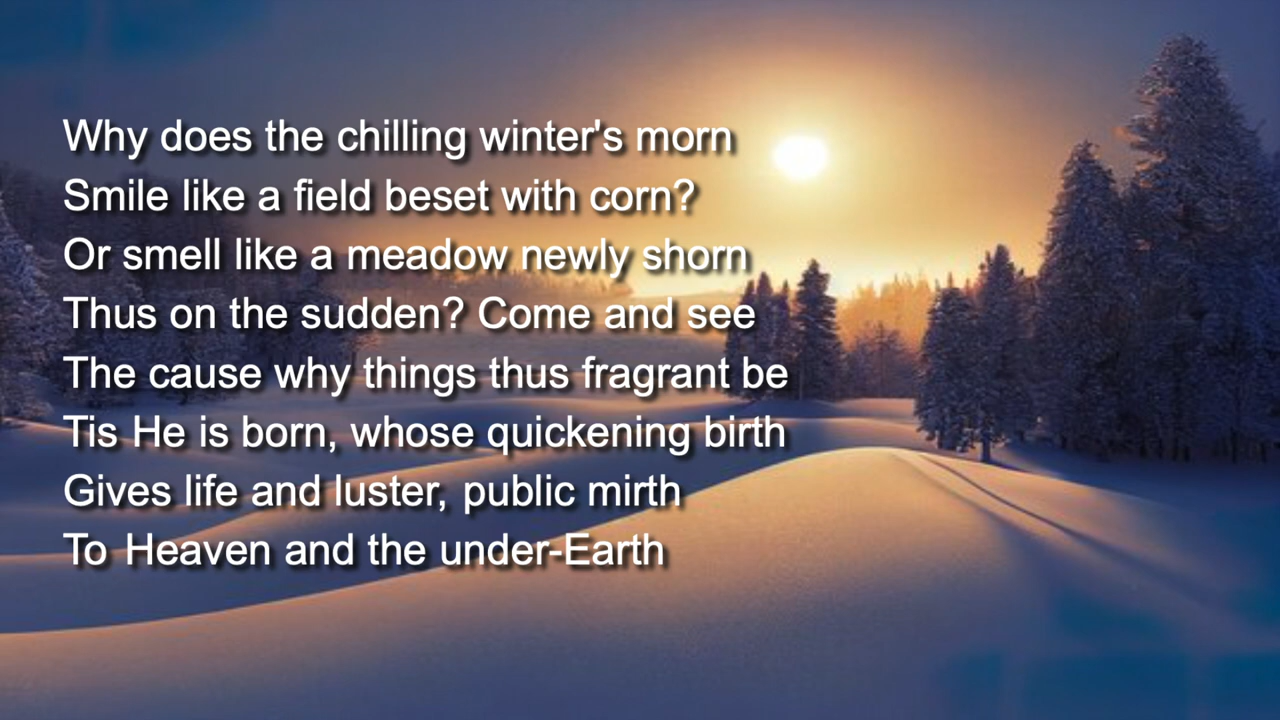 Why does the chilling winter's morn
Smile like a field beset with corn?
Or smell like a meadow newly shorn
Thus on the sudden? Come and see
The cause why things thus fragrant be
Tis He is born, whose quickening birth
Gives life and luster, public mirth
To Heaven and the under-Earth